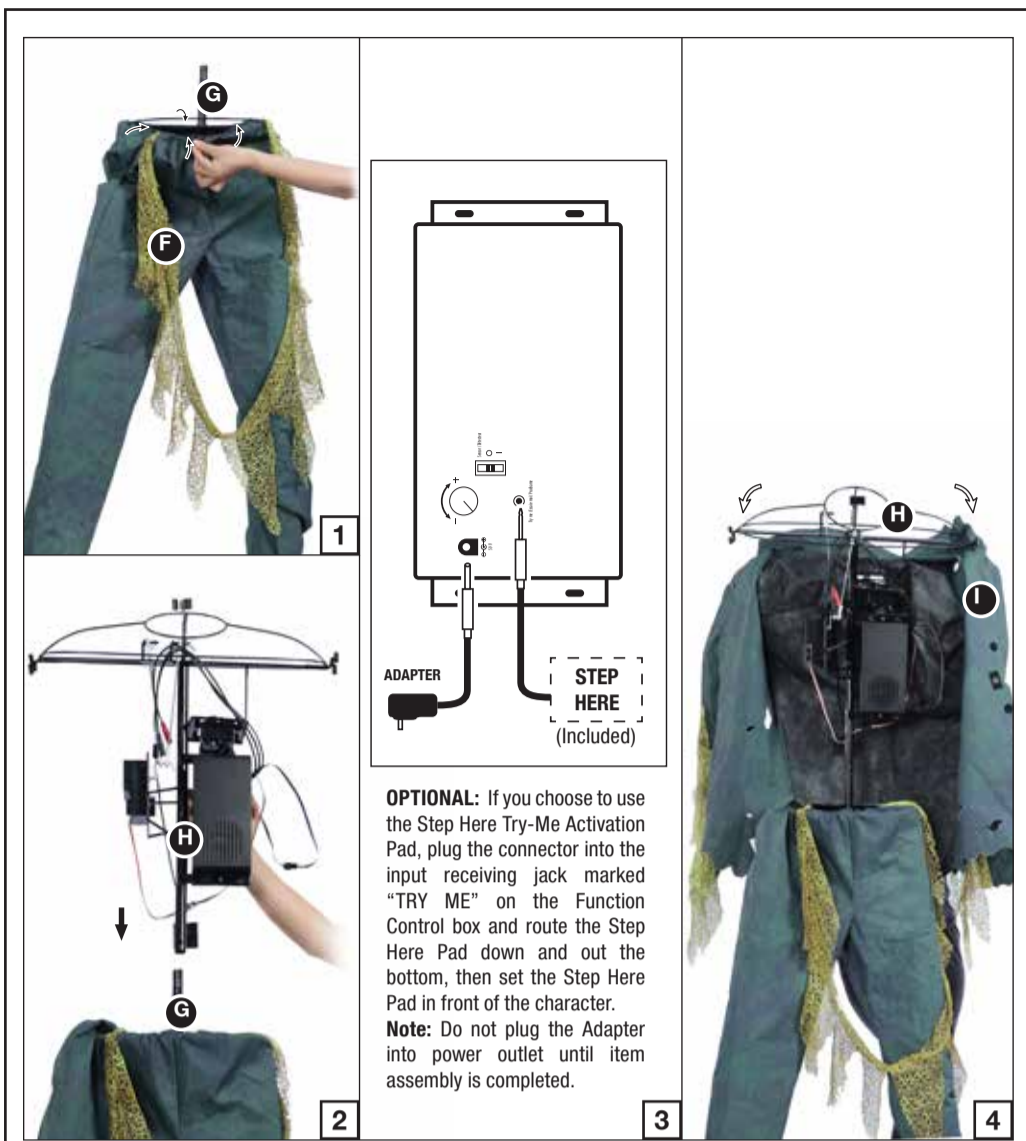 G
F
1
H
G
2
+
-
ADAPTER
STEP
HERE
(Included)
OPTIONAL: If you choose to use
the Step Here Try-Me Activation
Pad, plug the connector into the
input receiving jack marked
“TRY ME” on the Function
Control box and route the Step
Here Pad down and out the
bottom, then set the Step Here
Pad in front of the character.
Note: Do not plug the Adapter
into power outlet until item
assembly is completed.
3
H
I
4